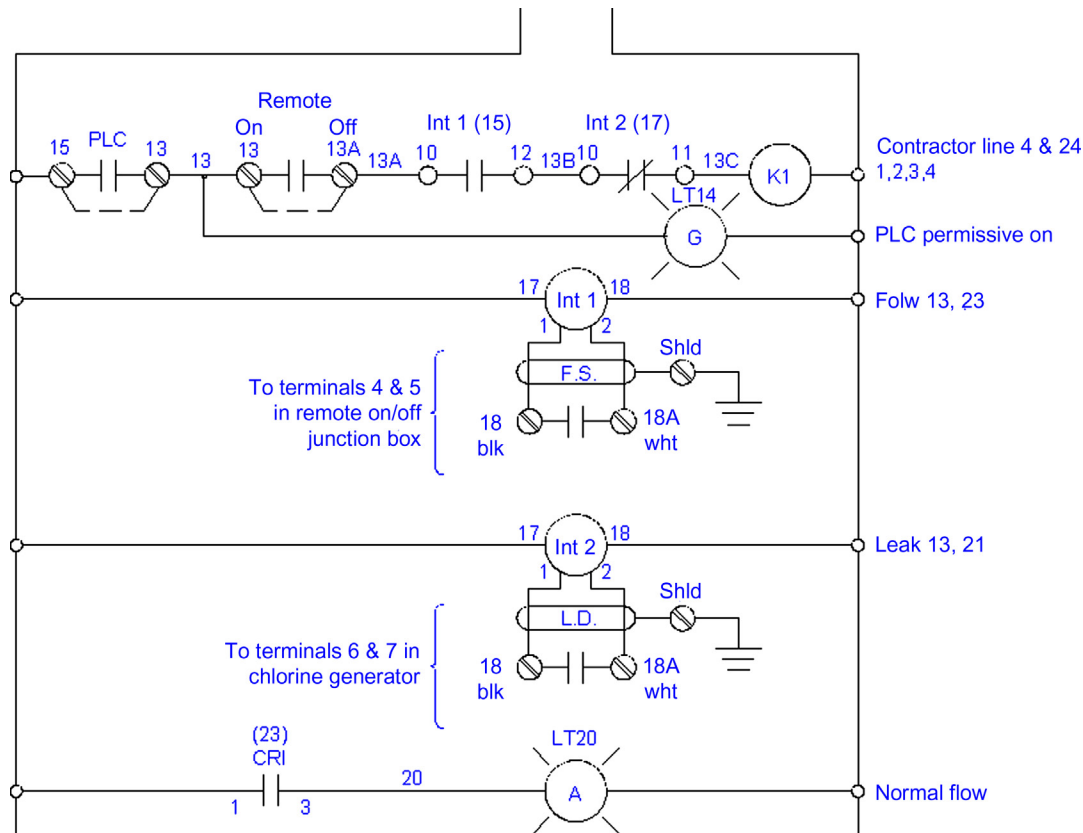 Remote
PLC
On
Off
Int 1 (15)
Int 2 (17)
15
13
13
13
13A
13A
10
12
13B
10
11
13C
K1
Contractor line 4 & 24
1,2,3,4
LT14
G
PLC permissive on
17
Int 1
18
Folw 13, 23
1
2
To terminals 4 & 5
in remote on/off
junction box
F.S.
Shld
18
blk
18A
wht
17
Int 2
18
Leak 13, 21
1
2
To terminals 6 & 7 in
chlorine generator
L.D.
Shld
18
blk
18A
wht
(23)
CRI
1
3
20
LT20
A
Normal flow